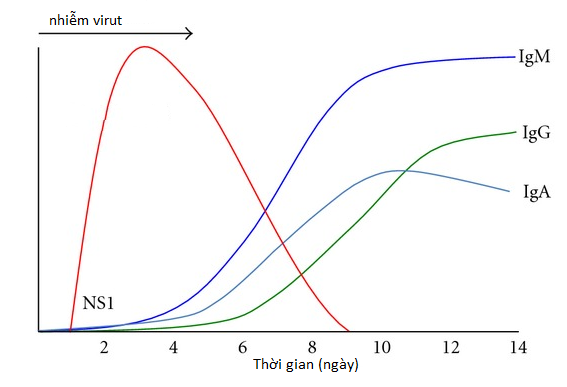 nhiễm virut
IgM
IgG
IgA
NS1
2 4 6 8 10 12 14
Thời gian (ngày)